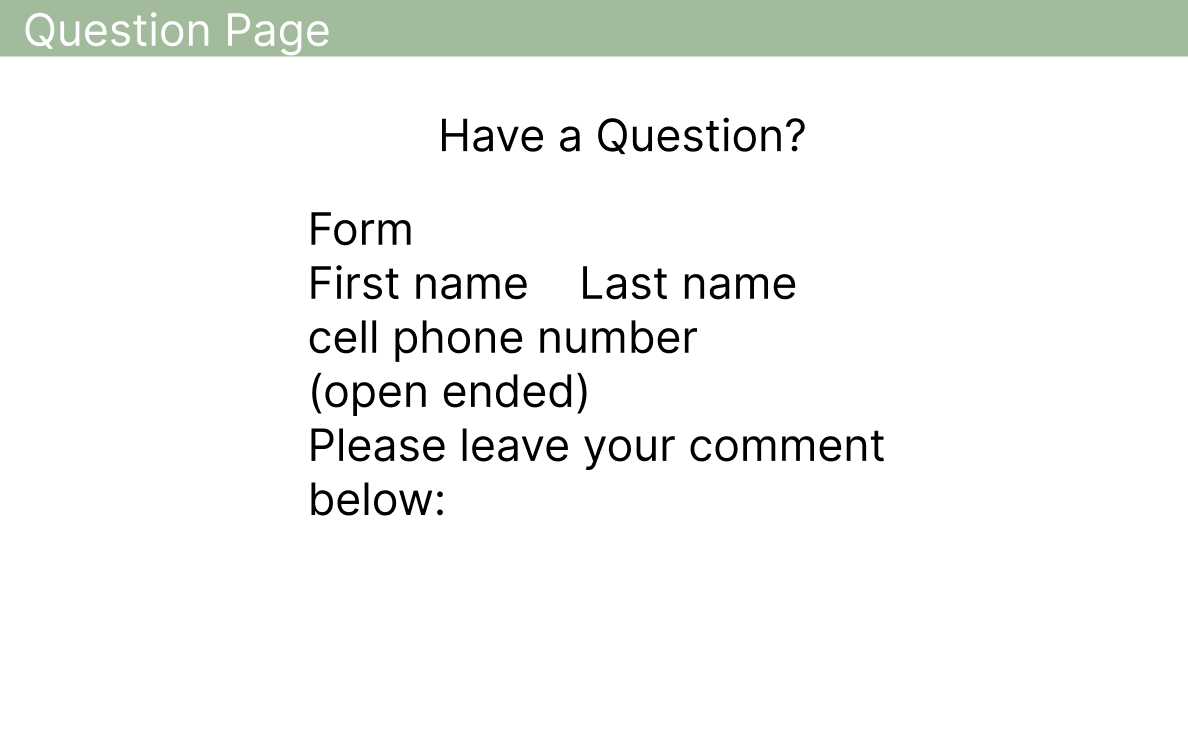 Question Page
Have a Question?
Form
First name    Last name
cell phone number
(open ended)
Please leave your comment
below: